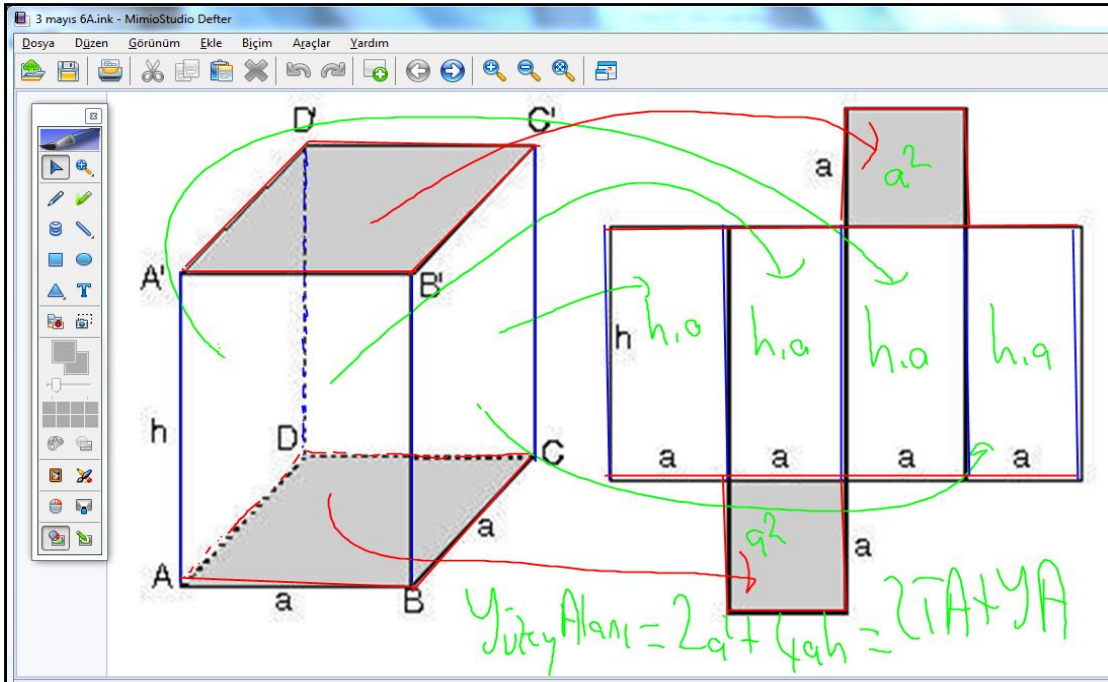 3 mayıs 6A.ink - MimioStudio Defter
Dosya Düzen Görünüm Ekle Biçim Araçlar Yardım
T
D' C'
A' B'
h
D C
a
A a B
a a²
h h.a h.a h.a h.a
a a a a
a² a
Yüzey Alanı = 2a² + 4ah = 2TA + YA